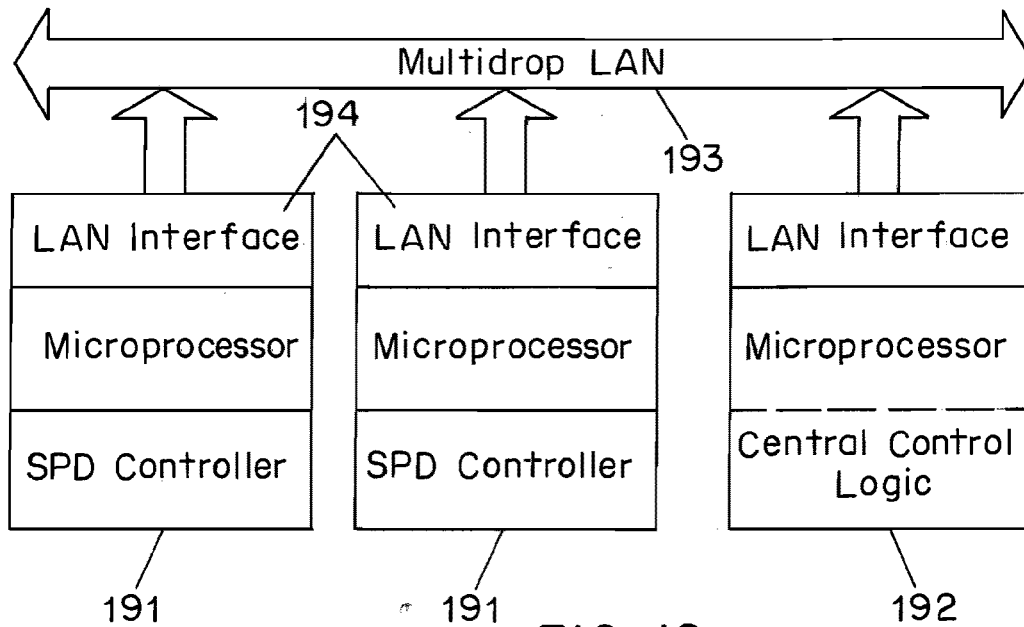 Multidrop LAN
194
193
LAN Interface
LAN Interface
LAN Interface
Microprocessor
Microprocessor
Microprocessor
SPD Controller
SPD Controller
Central Control
Logic
191
191
192